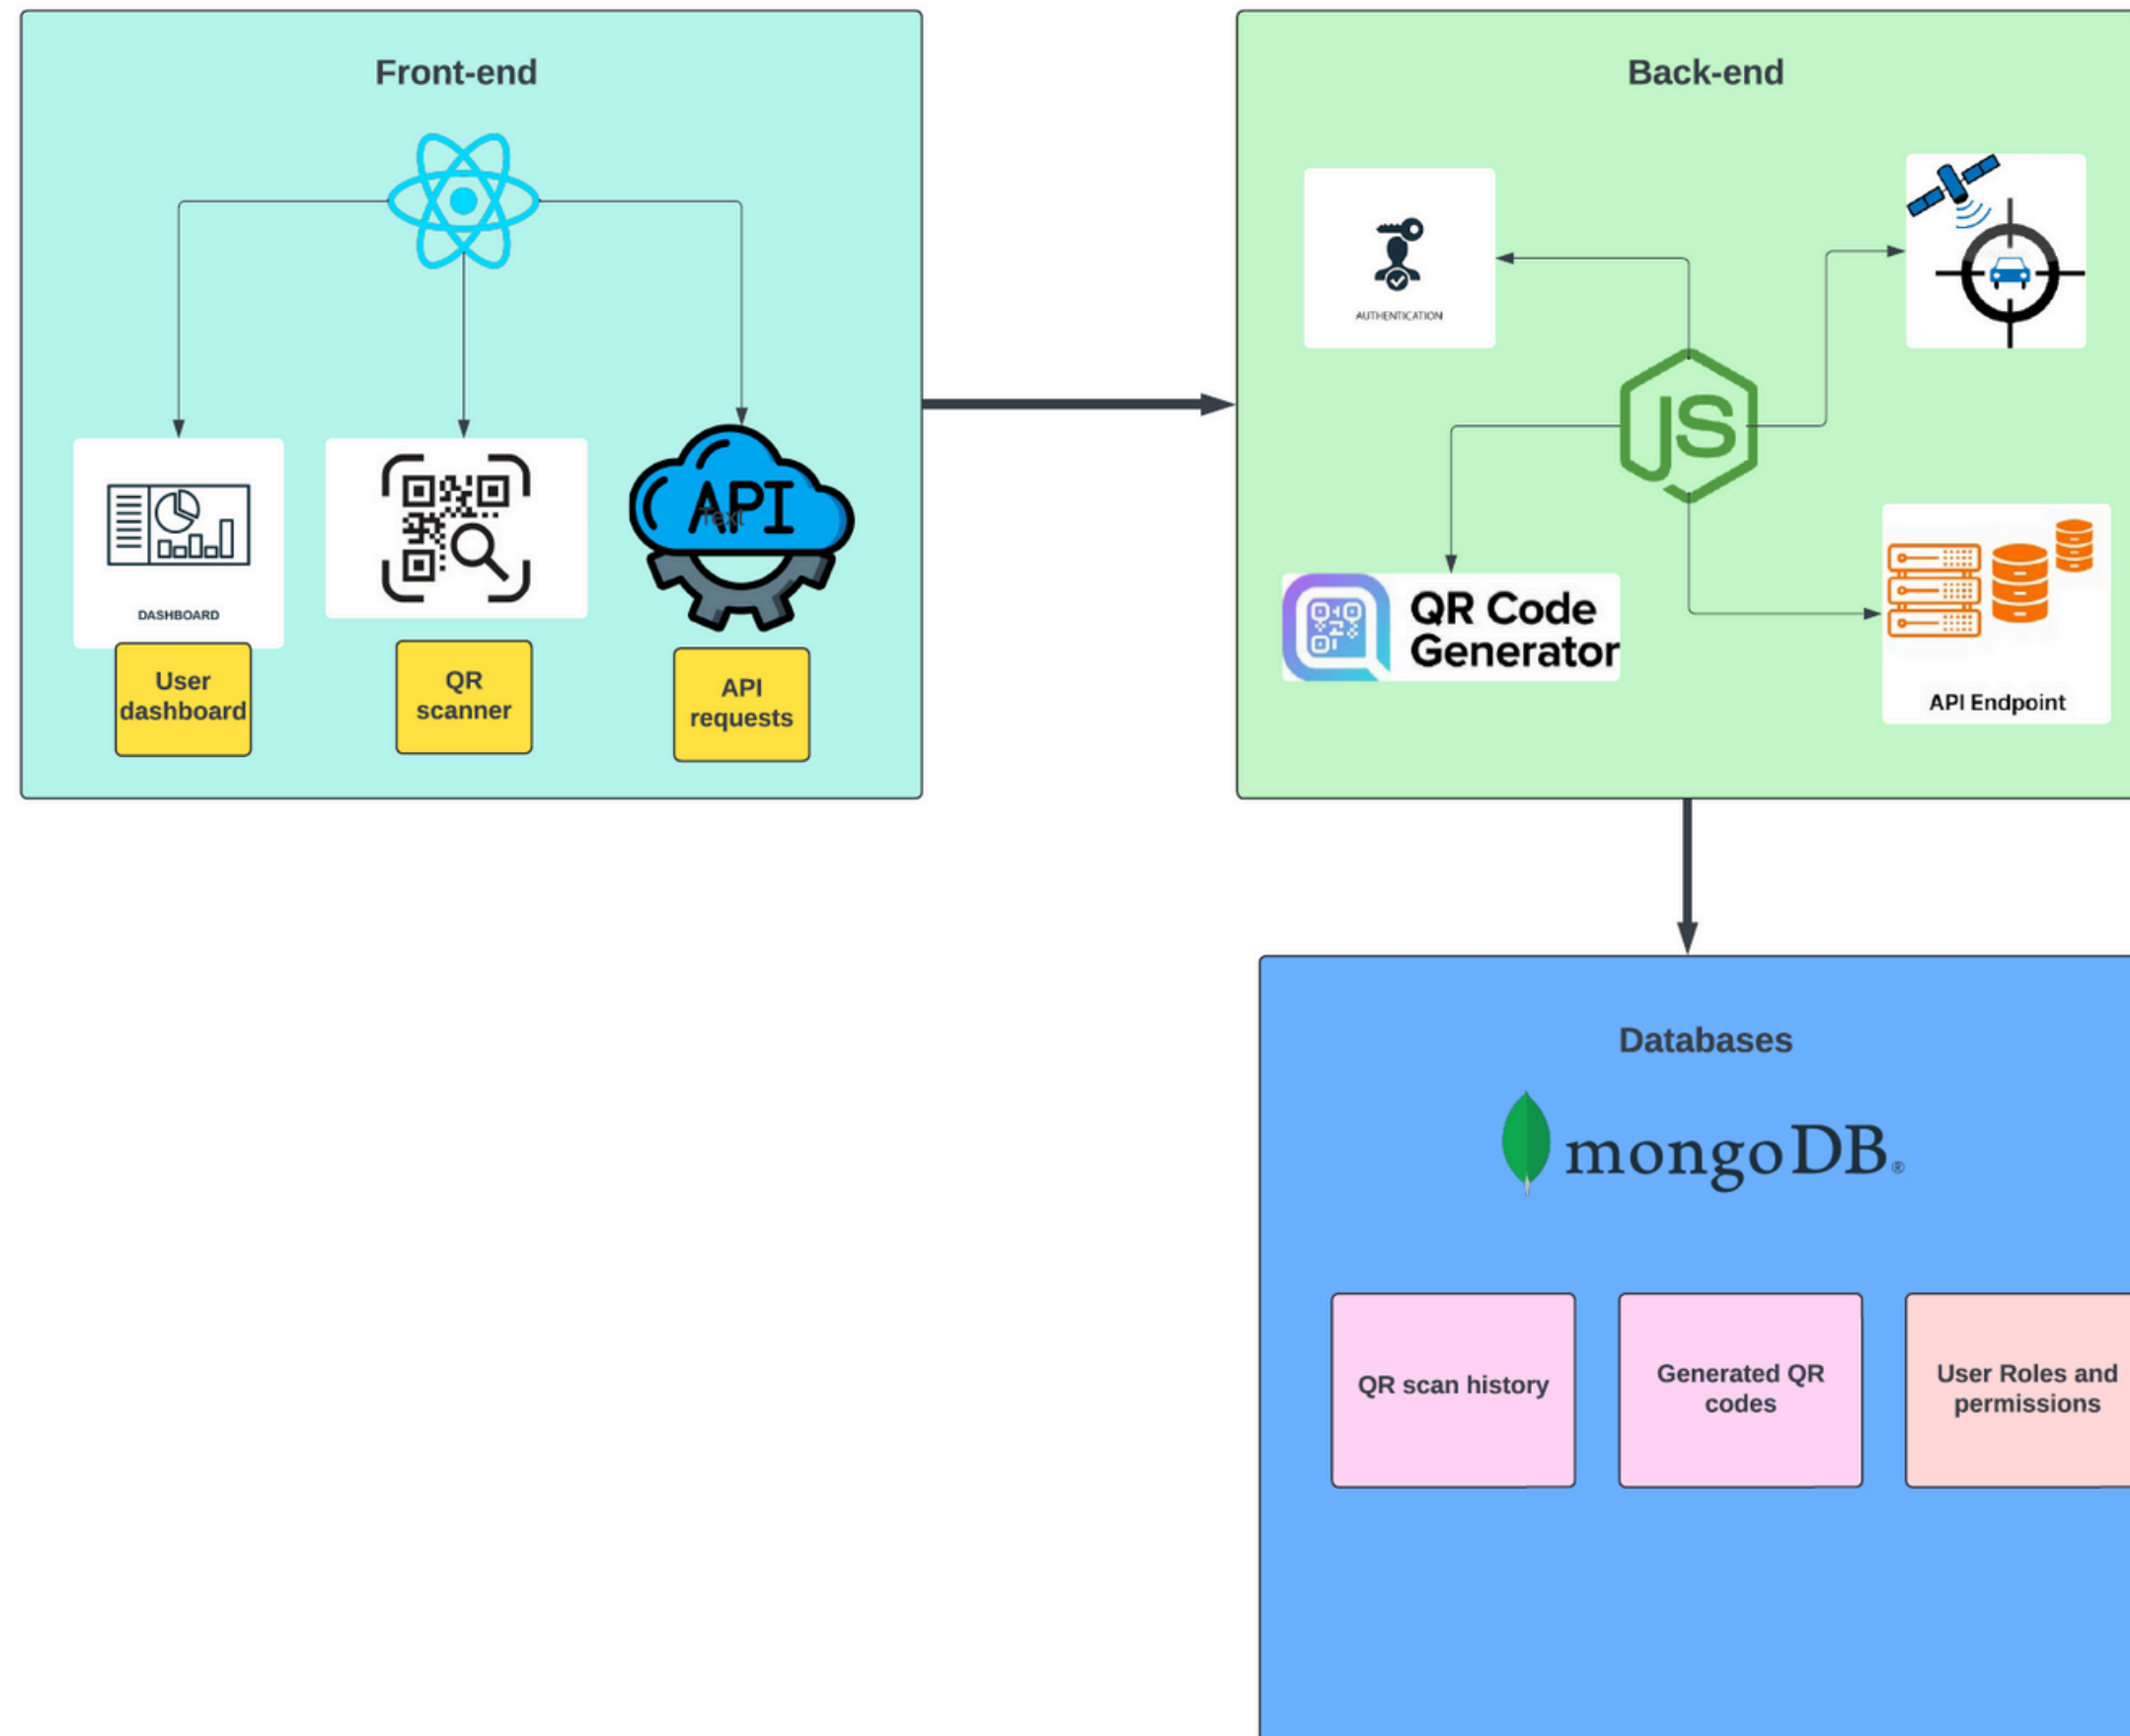 Front-end
DASHBOARD
User
dashboard
QR
scanner
API
Text
API
requests
Back-end
AUTHENTICATION
JS
QR Code
Generator
API Endpoint
Databases
mongoDB®
QR scan history
Generated QR
codes
User Roles and
permissions